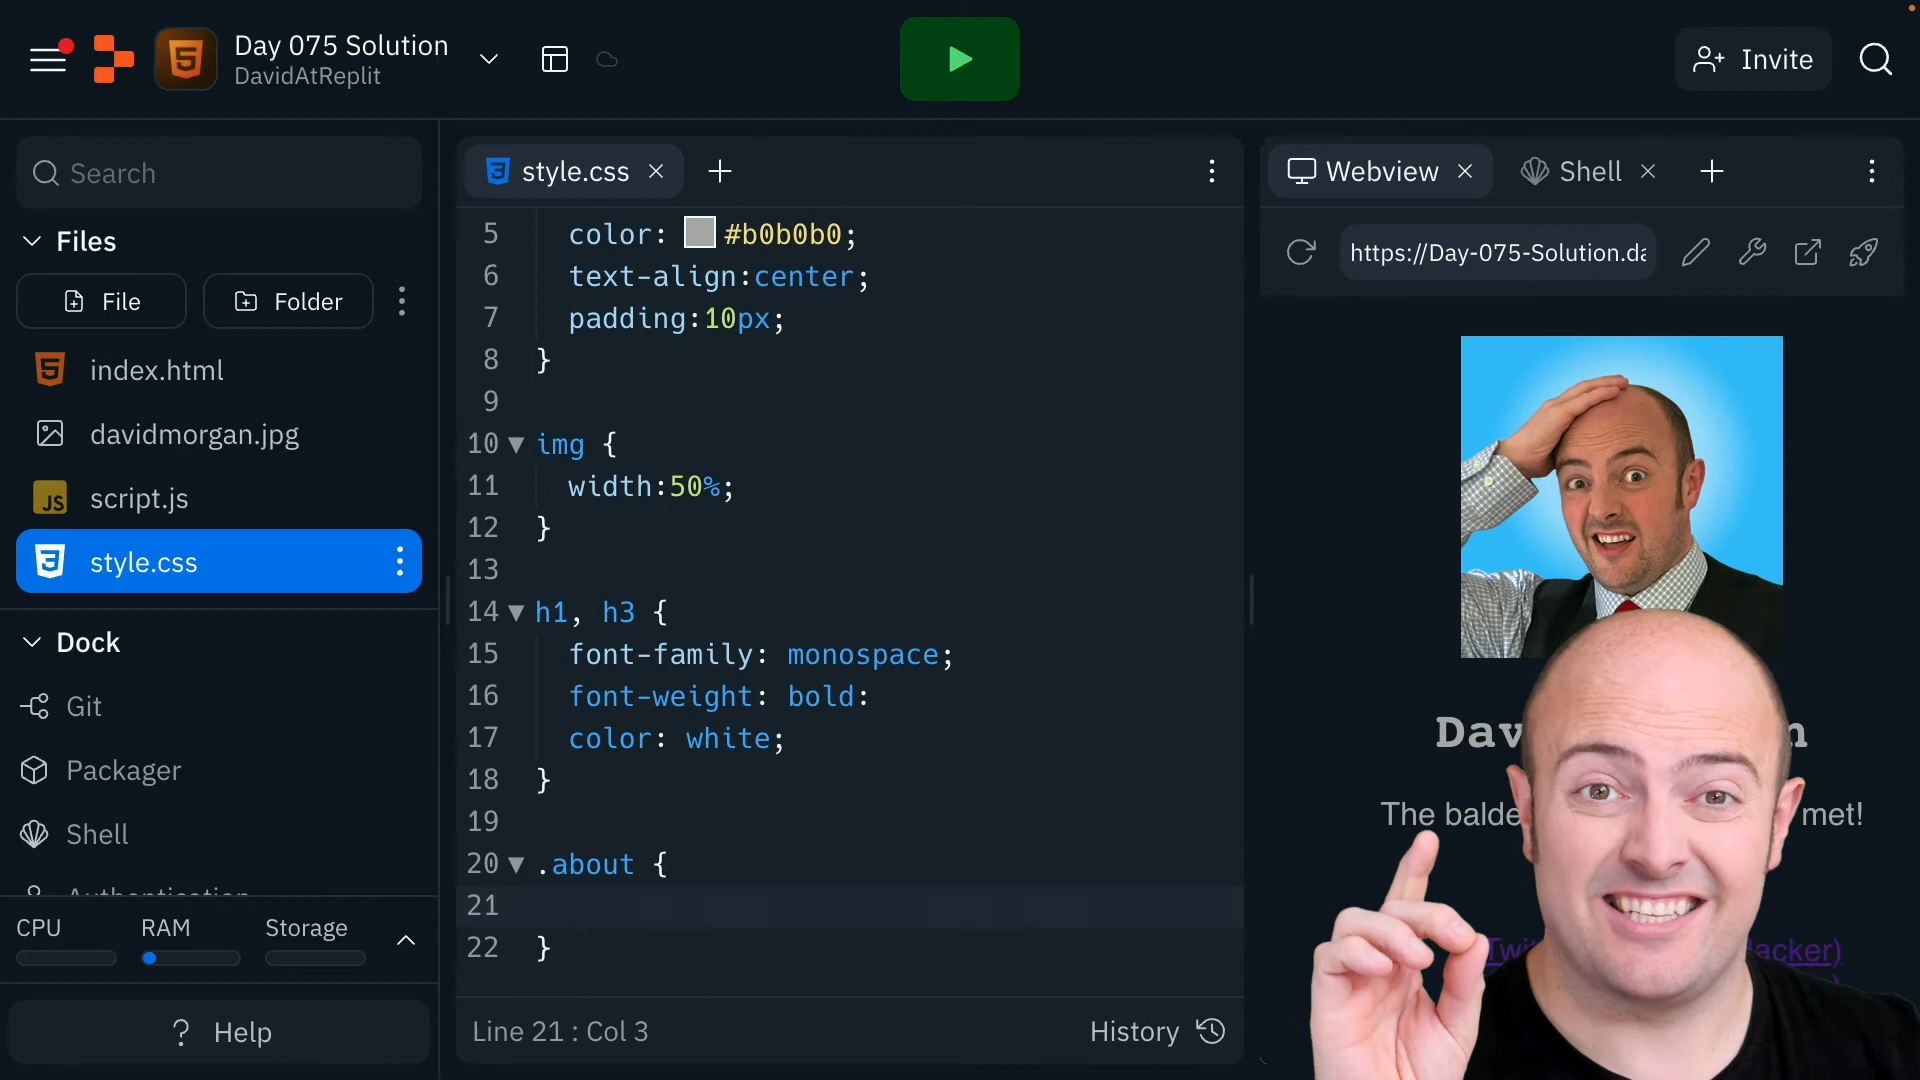 Day 075 Solution
DavidAtReplit
Invite
Search
Files
File
Folder
index.html
davidmorgan.jpg
script.js
style.css
Dock
Git
Packager
Shell
Authentication
CPU
RAM
Storage
Help
style.css
5 color: #b0b0b0;
6 text-align:center;
7 padding:10px;
8 }
9
10 img {
11 width:50%;
12 }
13
14 h1, h3 {
15 font-family: monospace;
16 font-weight: bold:
17 color: white;
18 }
19
20 .about {
21
22 }
Line 21 : Col 3
History
Webview
Shell
https://Day-075-Solution.da
The
met!